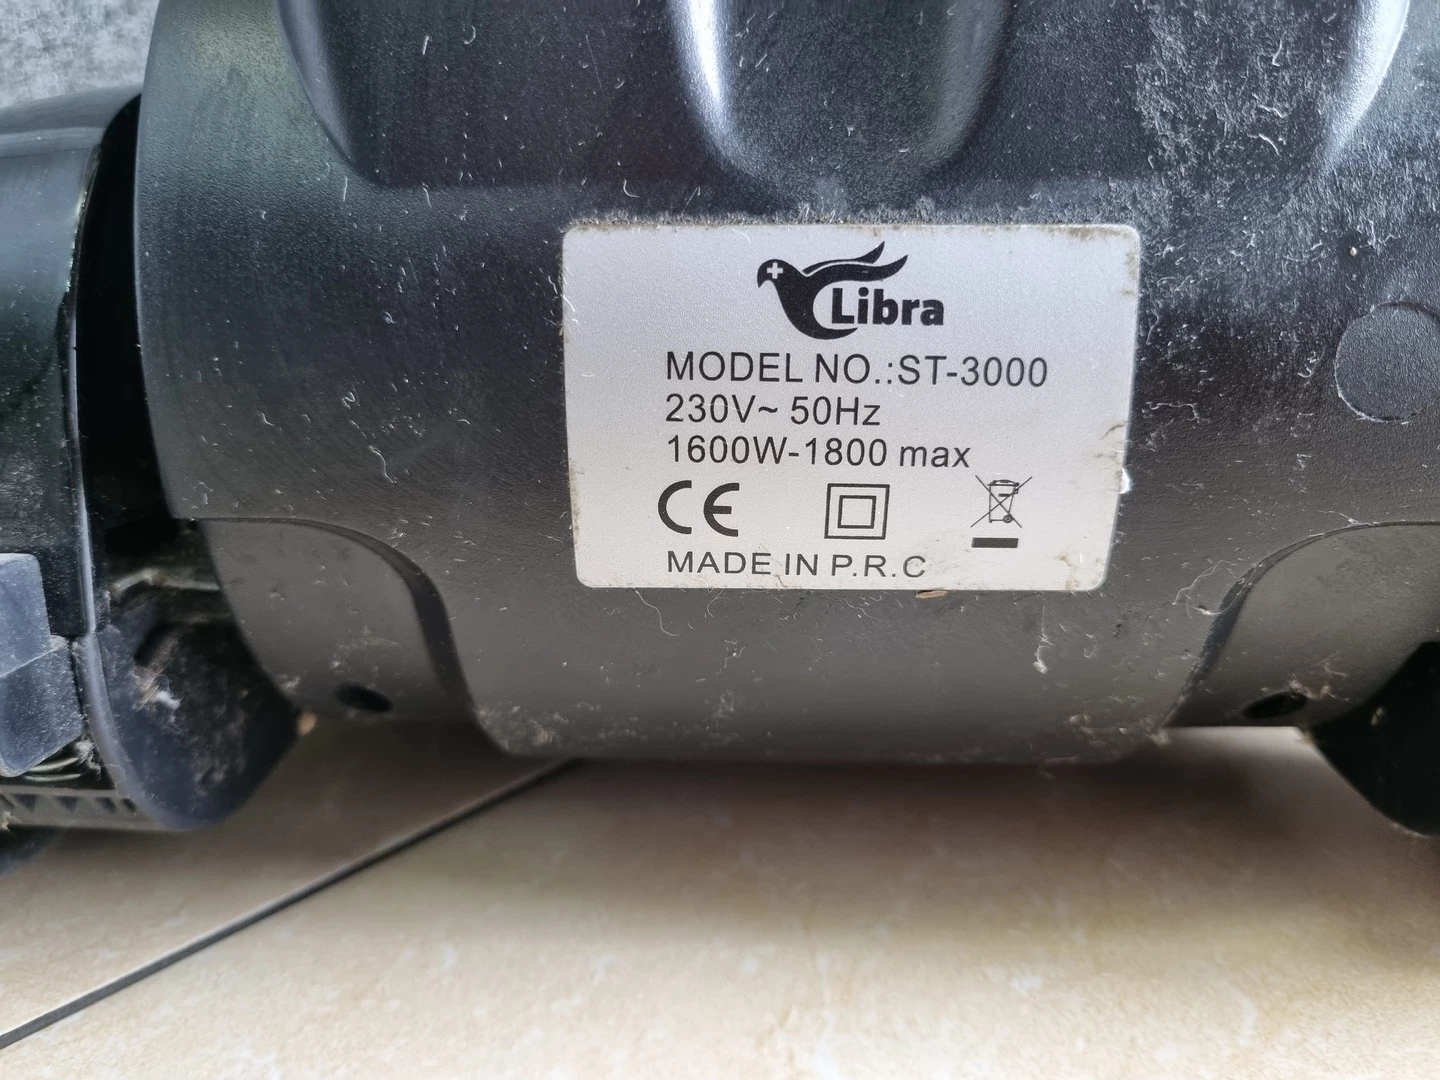 Libra
MODEL NO.:ST-3000
230V~ 50Hz
1600W-1800 max
CE
MADE IN P.R.C